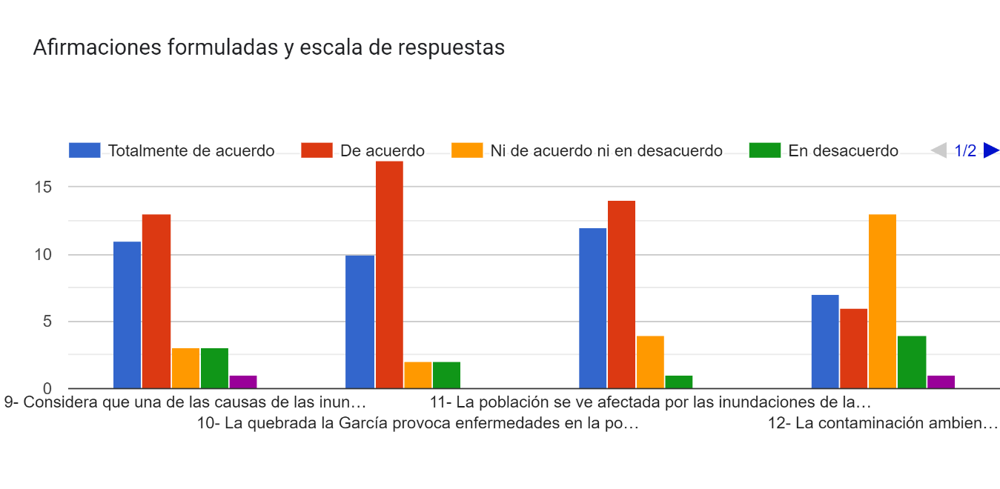 Afirmaciones formuladas y escala de respuestas
Totalmente de acuerdo De acuerdo Ni de acuerdo ni en desacuerdo En desacuerdo 1/2
15
10
5
0
9- Considera que una de las causas de las inun… 11- La población se ve afectada por las inundaciones de la…
10- La quebrada la García provoca enfermedades en la po… 12- La contaminación ambien…